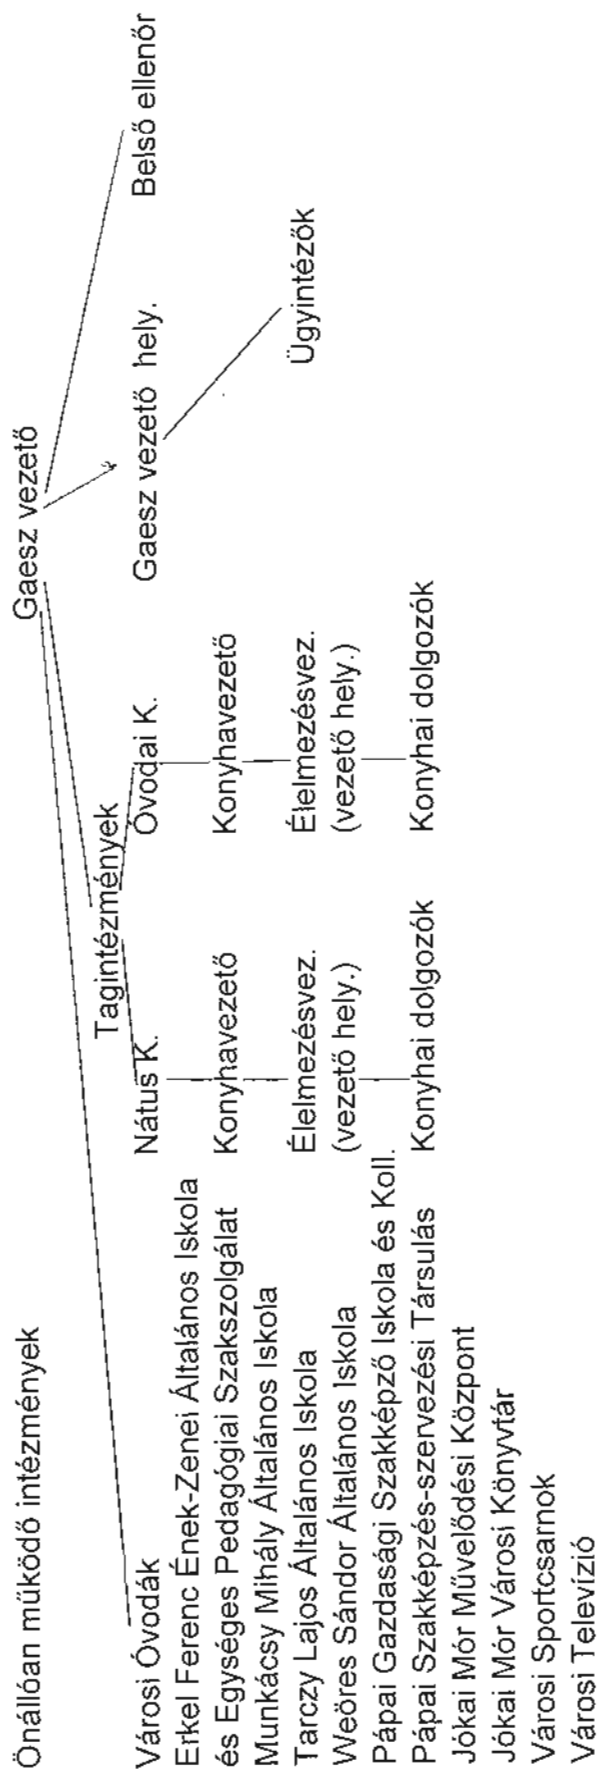 Önállóan működő intézmények
Gaesz vezető
Tagintézmények
Városi Óvodák
Nátus K.
Óvodai K.
Gaesz vezető hely.
Belső ellenőr
Erkel Ferenc Ének-Zenei Általános Iskola
és Egységes Pedagógiai Szakszolgálat
Konyhavezető
Konyhavezető
Munkácsy Mihály Általános Iskola
Tarczy Lajos Általános Iskola
Élelmezésvez.
Élelmezésvez.
Ügyintézők
Weöres Sándor Általános Iskola
(vezető hely.)
(vezető hely.)
Pápai Gazdasági Szakképző Iskola és Koll.
Pápai Szakképzés-szervezési Társulás
Konyhai dolgozók
Konyhai dolgozók
Jókai Mór Művelődési Központ
Jókai Mór Városi Könyvtár
Városi Sportcsarnok
Városi Televízió